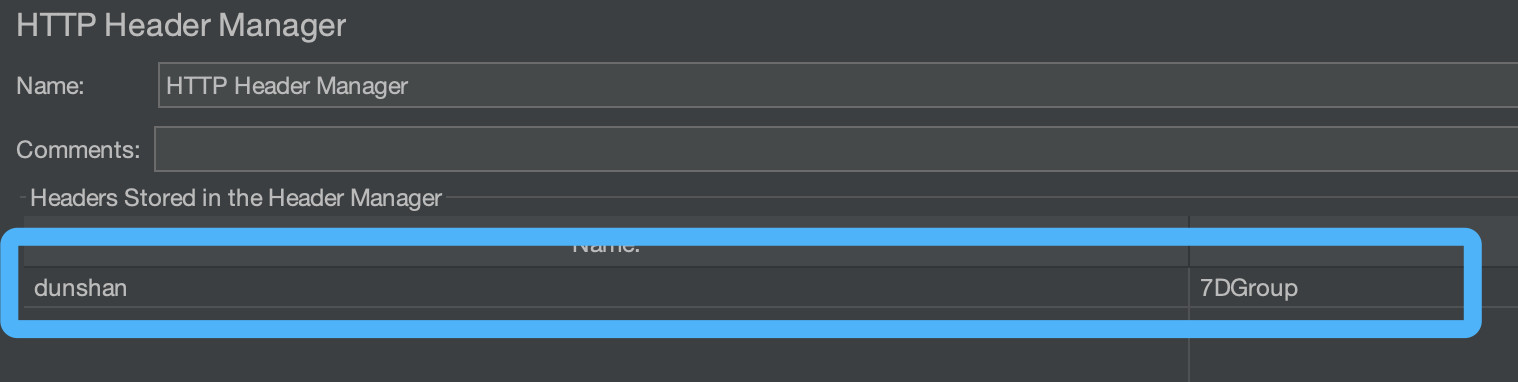 HTTP Header Manager
Name: HTTP Header Manager
Comments:
Headers Stored in the Header Manager
Name:
dunshan 7DGroup